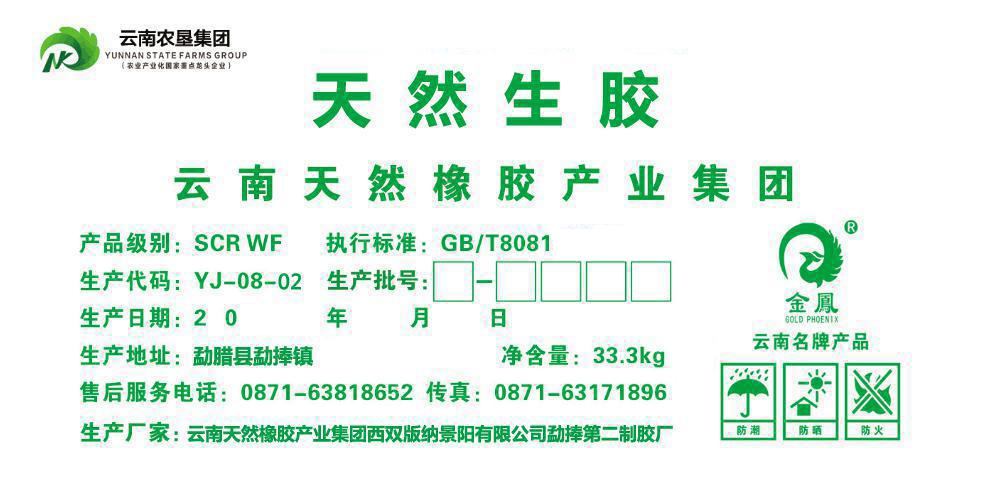 云南农垦集团
YUNNAN STATE FARMS GROUP
(农业产业化国家重点龙头企业)
天然生胶
云南天然橡胶产业集团
产品级别：SCR WF 执行标准：GB/T8081
生产代码：YJ-08-02 生产批号：□-□□□□
生产日期：20 年 月 日
生产地址：勐腊县勐捧镇 净含量：33.3kg
售后服务电话：0871-63818652 传真：0871-63171896
生产厂家：云南天然橡胶产业集团西双版纳景阳有限公司勐捧第二制胶厂
®
金鳳
GOLD PHOENIX
云南名牌产品
防潮 防晒 防火